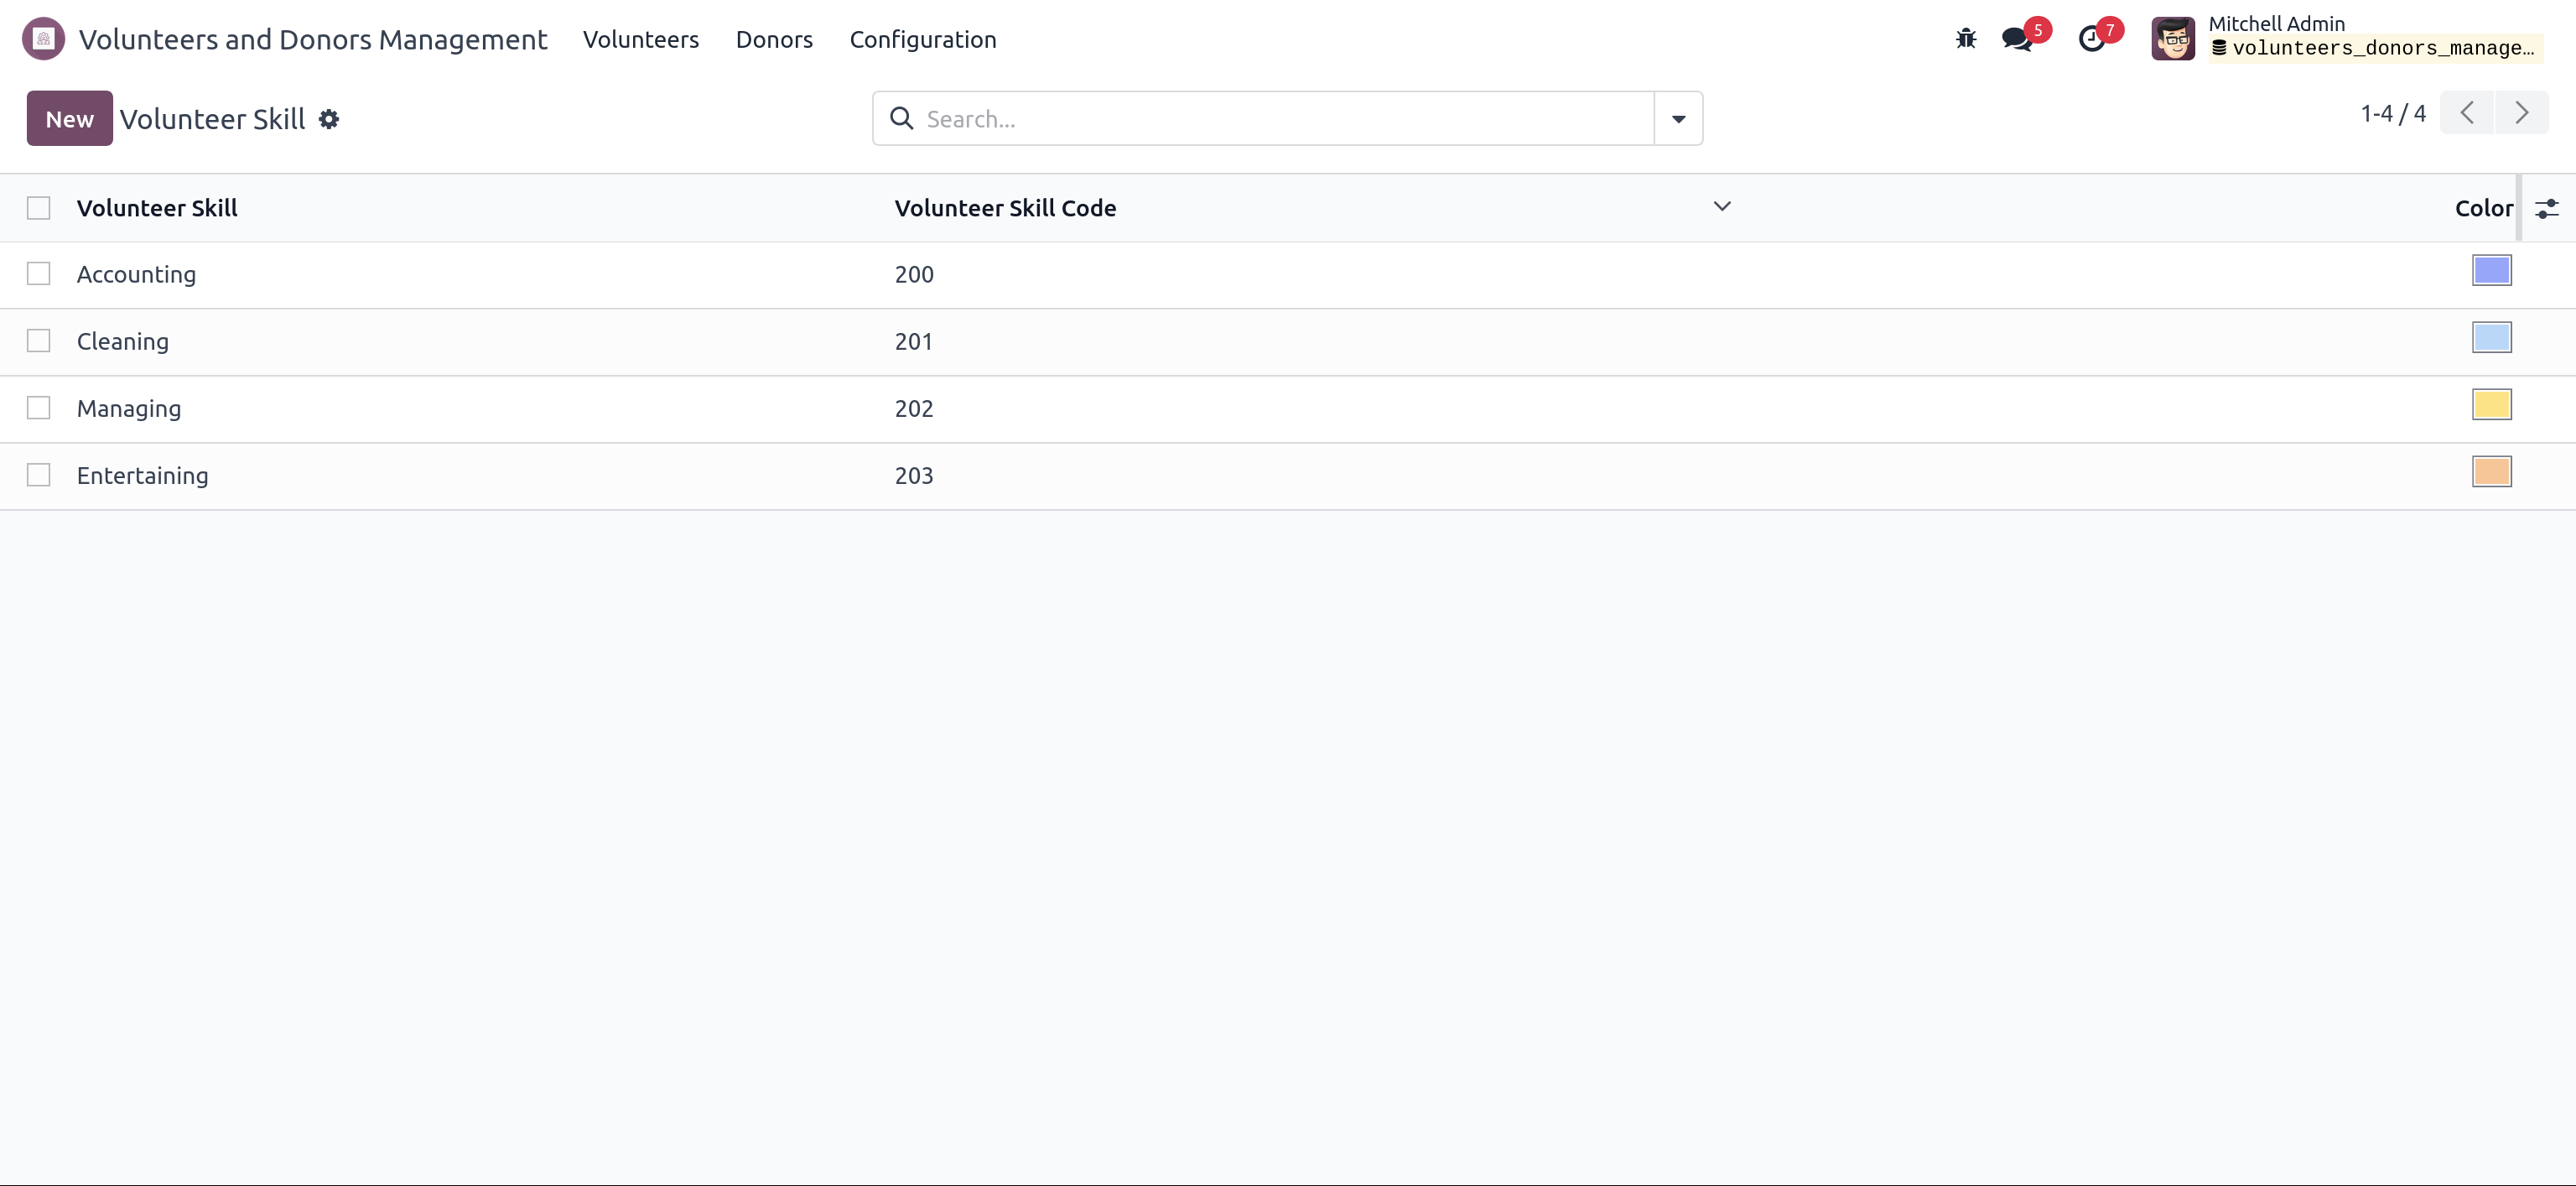 Volunteers and Donors Management Volunteers Donors Configuration 5 7 Mitchell Admin
volunteers_donors_manage…
New Volunteer Skill Search... 1-4 / 4
Volunteer Skill Volunteer Skill Code Color
Accounting 200
Cleaning 201
Managing 202
Entertaining 203